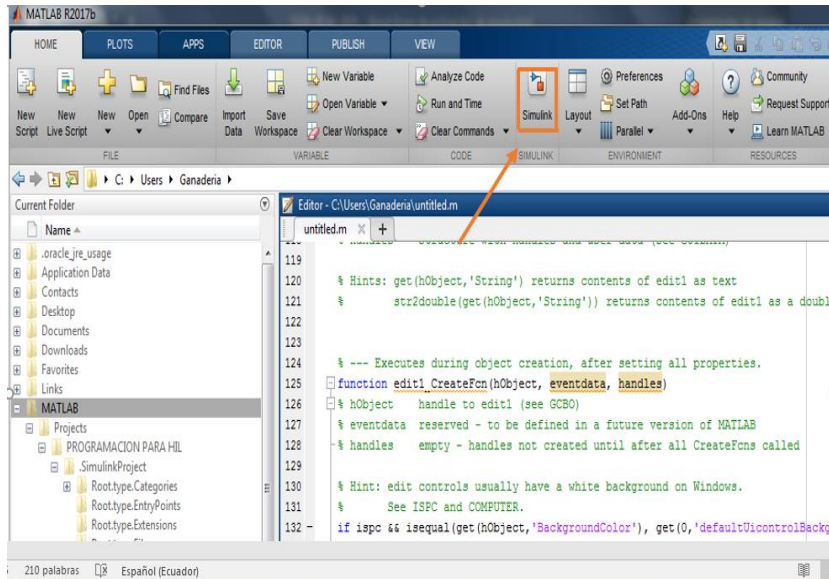 MATLAB R2017b
HOME PLOTS APPS EDITOR PUBLISH VIEW
New Script
New Live Script
New
Open
Find Files
Compare
Import Data
Save Workspace
New Variable
Open Variable
Clear Workspace
Analyze Code
Run and Time
Clear Commands
Simulink
Layout
Preferences
Set Path
Parallel
Add-Ons
Help
Community
Request Support
Learn MATLAB
FILE VARIABLE CODE SIMULINK ENVIRONMENT RESOURCES
C: Users Ganaderia
Current Folder
Name
.oracle_jre_usage
Application Data
Contacts
Desktop
Documents
Downloads
Favorites
Links
MATLAB
Projects
PROGRAMACION PARA HIL
.SimulinkProject
Root.type.Categories
Root.type.EntryPoints
Root.type.Extensions
Editor - C:\Users\Ganaderia\untitled.m
untitled.m
119
120 % Hints: get(hObject,'String') returns contents of edit1 as text
121 % str2double(get(hObject,'String')) returns contents of edit1 as a doubl
122
123
124 % --- Executes during object creation, after setting all properties.
125 function edit1_CreateFcn(hObject, eventdata, handles)
126 % hObject handle to edit1 (see GCBO)
127 % eventdata reserved - to be defined in a future version of MATLAB
128 % handles empty - handles not created until after all CreateFcns called
129
130 % Hint: edit controls usually have a white background on Windows.
131 % See ISPC and COMPUTER.
132 – if ispc && isequal(get(hObject,'BackgroundColor'), get(0,'defaultUicontrolBackg
210 palabras Español (Ecuador)